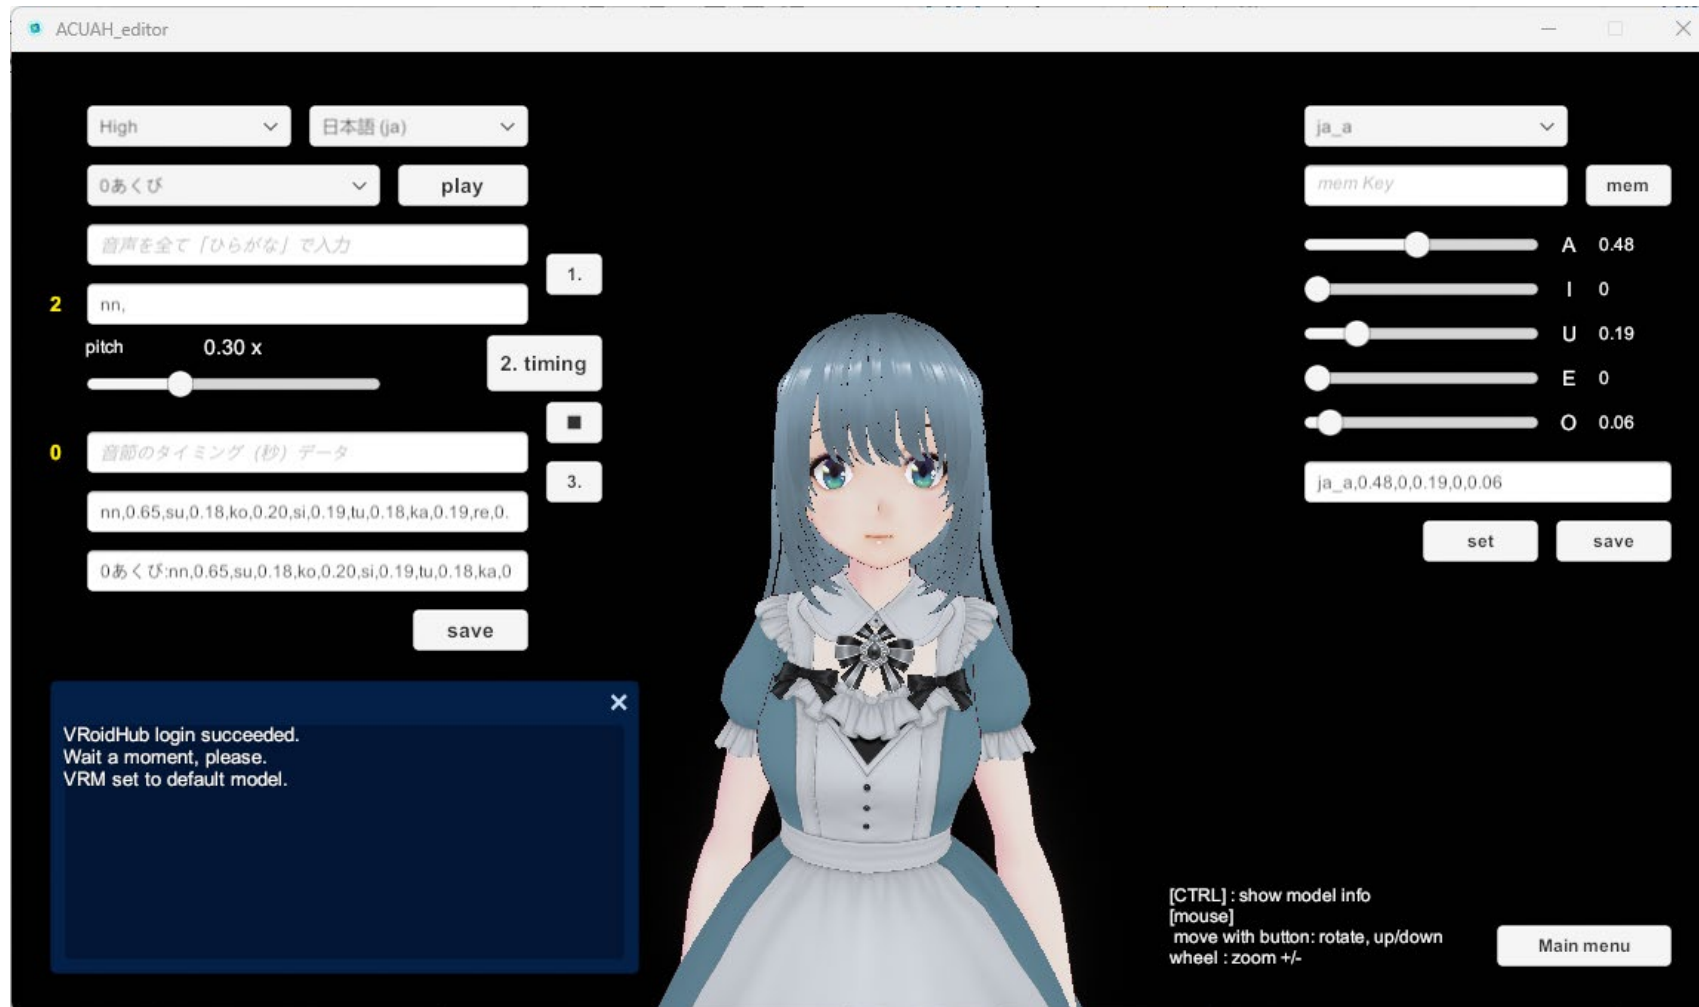 ACUAH_editor
High
日本語 (ja)
0あくび
play
音声を全て「ひらがな」で入力
1.
2
nn,
pitch
0.30 x
2. timing
0
音節のタイミング（秒）データ
■
3.
nn,0.65,su,0.18,ko,0.20,si,0.19,tu,0.18,ka,0.19,re,0.
0あくび:nn,0.65,su,0.18,ko,0.20,si,0.19,tu,0.18,ka,0
save
VRoidHub login succeeded.
Wait a moment, please.
VRM set to default model.
ja_a
mem Key
mem
A 0.48
I 0
U 0.19
E 0
O 0.06
ja_a,0.48,0,0.19,0,0.06
set
save
[CTRL] : show model info
[mouse]
move with button: rotate, up/down
wheel : zoom +/-
Main menu